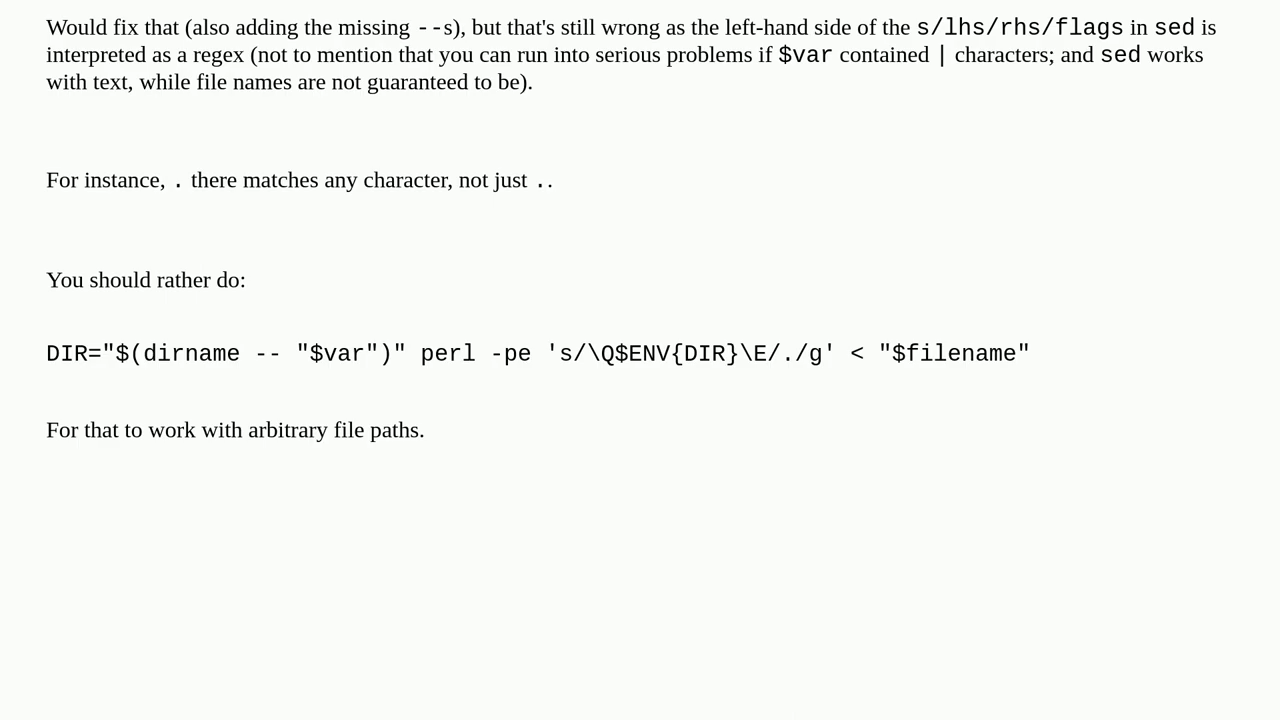 Would fix that (also adding the missing --s), but that's still wrong as the left-hand side of the s/lhs/rhs/flags in sed is
interpreted as a regex (not to mention that you can run into serious problems if $var contained | characters; and sed works
with text, while file names are not guaranteed to be).
For instance, . there matches any character, not just ..
You should rather do:
DIR="$(dirname -- "$var")" perl -pe 's/\Q$ENV{DIR}\E/./g' < "$filename"
For that to work with arbitrary file paths.